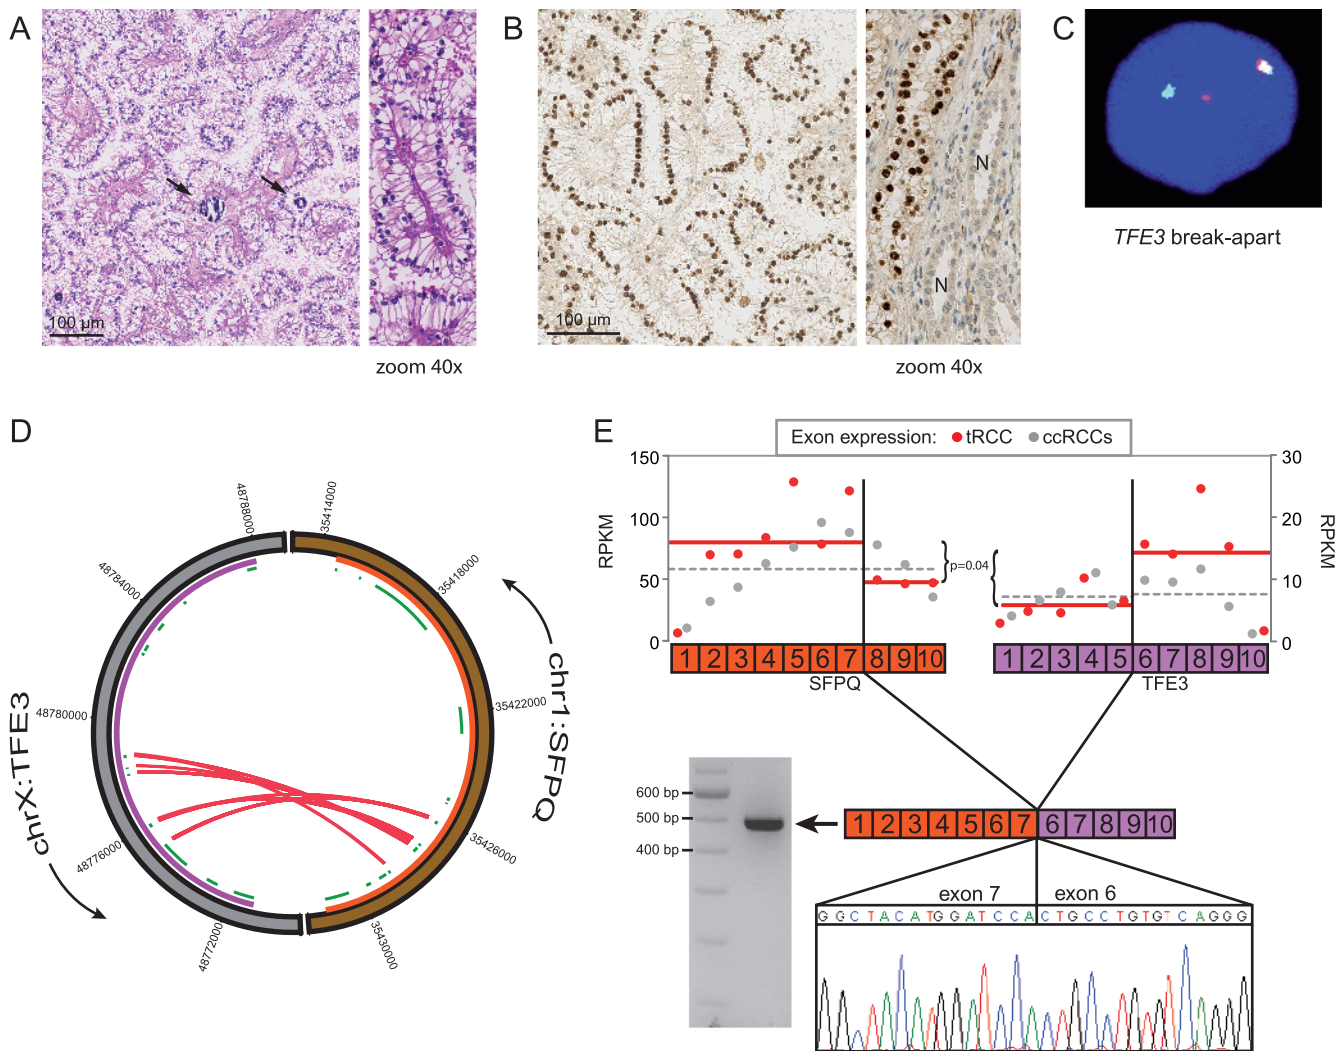 A
B
C
100 µm
zoom 40x
100 µm
N
N
zoom 40x
TFE3 break-apart
D
48788000
35414000
48784000
35418000
48780000
35422000
48776000
35426000
48772000
35430000
chrX:TFE3
chr1:SFPQ
E
Exon expression: tRCC ccRCCs
150
100
50
0
RPKM
30
20
10
0
RPKM
p=0.04
1 2 3 4 5 6 7 8 9 10
SFPQ
1 2 3 4 5 6 7 8 9 10
TFE3
600 bp
500 bp
400 bp
1 2 3 4 5 6 7 6 7 8 9 10
exon 7 exon 6
G G C T A C A T G G A T C C A C T G C C T G T G T C A G G G